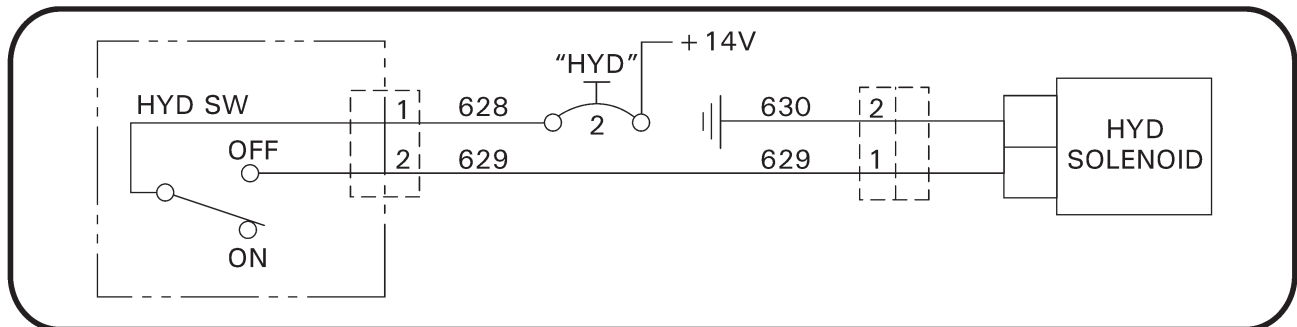 +14V
“HYD”
HYD SW
1
628
2
630
2
HYD
SOLENOID
OFF
2
629
629
1
ON